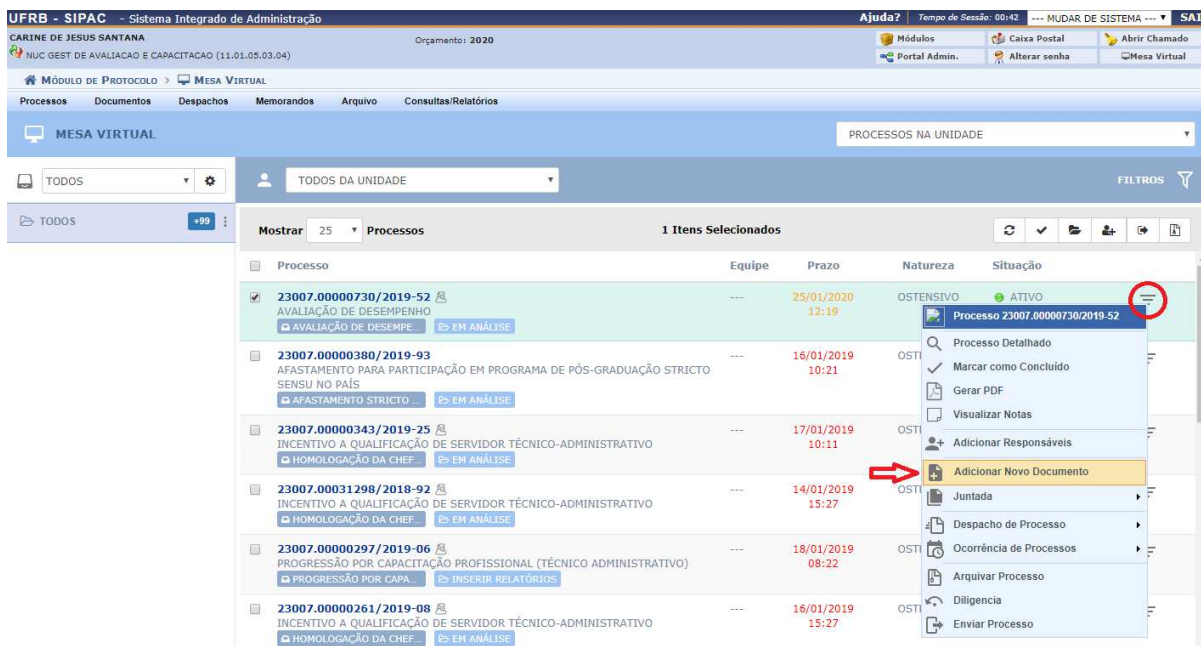 UFRB - SIPAC - Sistema Integrado de Administração
Ajuda? Tempo de Sessão: 00:42 --- MUDAR DE SISTEMA --- SAI
CARINE DE JESUS SANTANA
Orçamento: 2020
Módulos Caixa Postal Abrir Chamado
NUC GEST DE AVALIACAO E CAPACITACAO (11.01.05.03.04)
Portal Admin. Alterar senha Mesa Virtual
MÓDULO DE PROTOCOLO > MESA VIRTUAL
Processos Documentos Despachos Memorandos Arquivo Consultas/Relatórios
MESA VIRTUAL
PROCESSOS NA UNIDADE
TODOS
TODOS DA UNIDADE
FILTROS
TODOS +99
Mostrar 25 Processos
1 Itens Selecionados
Processo Equipe Prazo Natureza Situação
23007.00000730/2019-52 --- 25/01/2020 OSTENSIVO ATIVO
AVALIAÇÃO DE DESEMPENHO 12:19
AVALIAÇÃO DE DESEMPE... EM ANÁLISE
23007.00000380/2019-93 --- 16/01/2019 OSTE
AFASTAMENTO PARA PARTICIPAÇÃO EM PROGRAMA DE PÓS-GRADUAÇÃO STRICTO 10:21
SENSU NO PAÍS
AFASTAMENTO STRICTO ... EM ANÁLISE
23007.00000343/2019-25 --- 17/01/2019 OSTE
INCENTIVO A QUALIFICAÇÃO DE SERVIDOR TÉCNICO-ADMINISTRATIVO 10:11
HOMOLOGAÇÃO DA CHEF... EM ANÁLISE
23007.00031298/2018-92 --- 14/01/2019 OSTE
INCENTIVO A QUALIFICAÇÃO DE SERVIDOR TÉCNICO-ADMINISTRATIVO 15:27
HOMOLOGAÇÃO DA CHEF... EM ANÁLISE
23007.00000297/2019-06 --- 18/01/2019 OSTE
PROGRESSÃO POR CAPACITAÇÃO PROFISSIONAL (TÉCNICO ADMINISTRATIVO) 08:22
PROGRESSÃO POR CAPA... INSERIR RELATÓRIOS
23007.00000261/2019-08 --- 16/01/2019 OSTE
INCENTIVO A QUALIFICAÇÃO DE SERVIDOR TÉCNICO-ADMINISTRATIVO 15:27
HOMOLOGAÇÃO DA CHEF... EM ANÁLISE
Processo 23007.00000730/2019-52
Processo Detalhado
Marcar como Concluído
Gerar PDF
Visualizar Notas
Adicionar Responsáveis
Adicionar Novo Documento
Juntada
Despacho de Processo
Ocorrência de Processos
Arquivar Processo
Diligencia
Enviar Processo